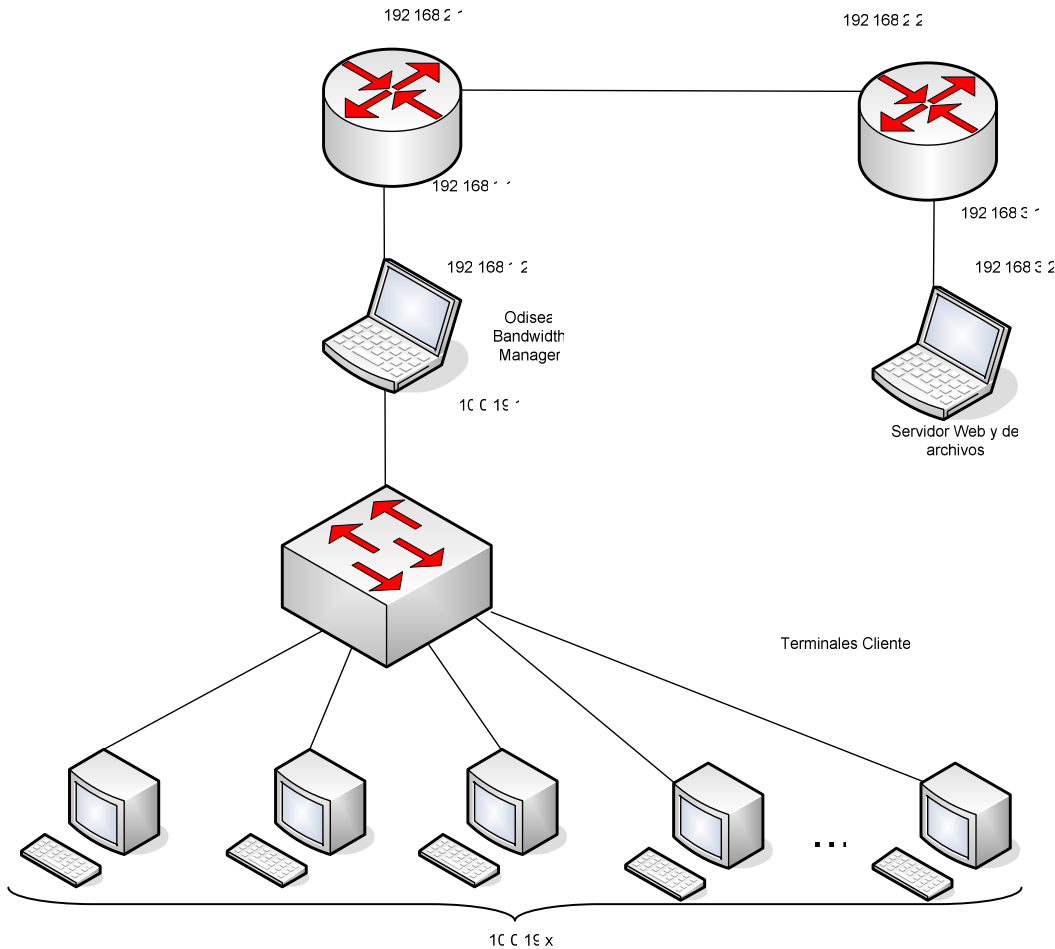 192 168 2 1
192 168 2 2
192 168 1 1
192 168 3 1
192 168 1 2
192 168 3 2
Odisea
Bandwidth
Manager
10 0 19 1
Servidor Web y de
archivos
Terminales Cliente
...
10 0 19 x